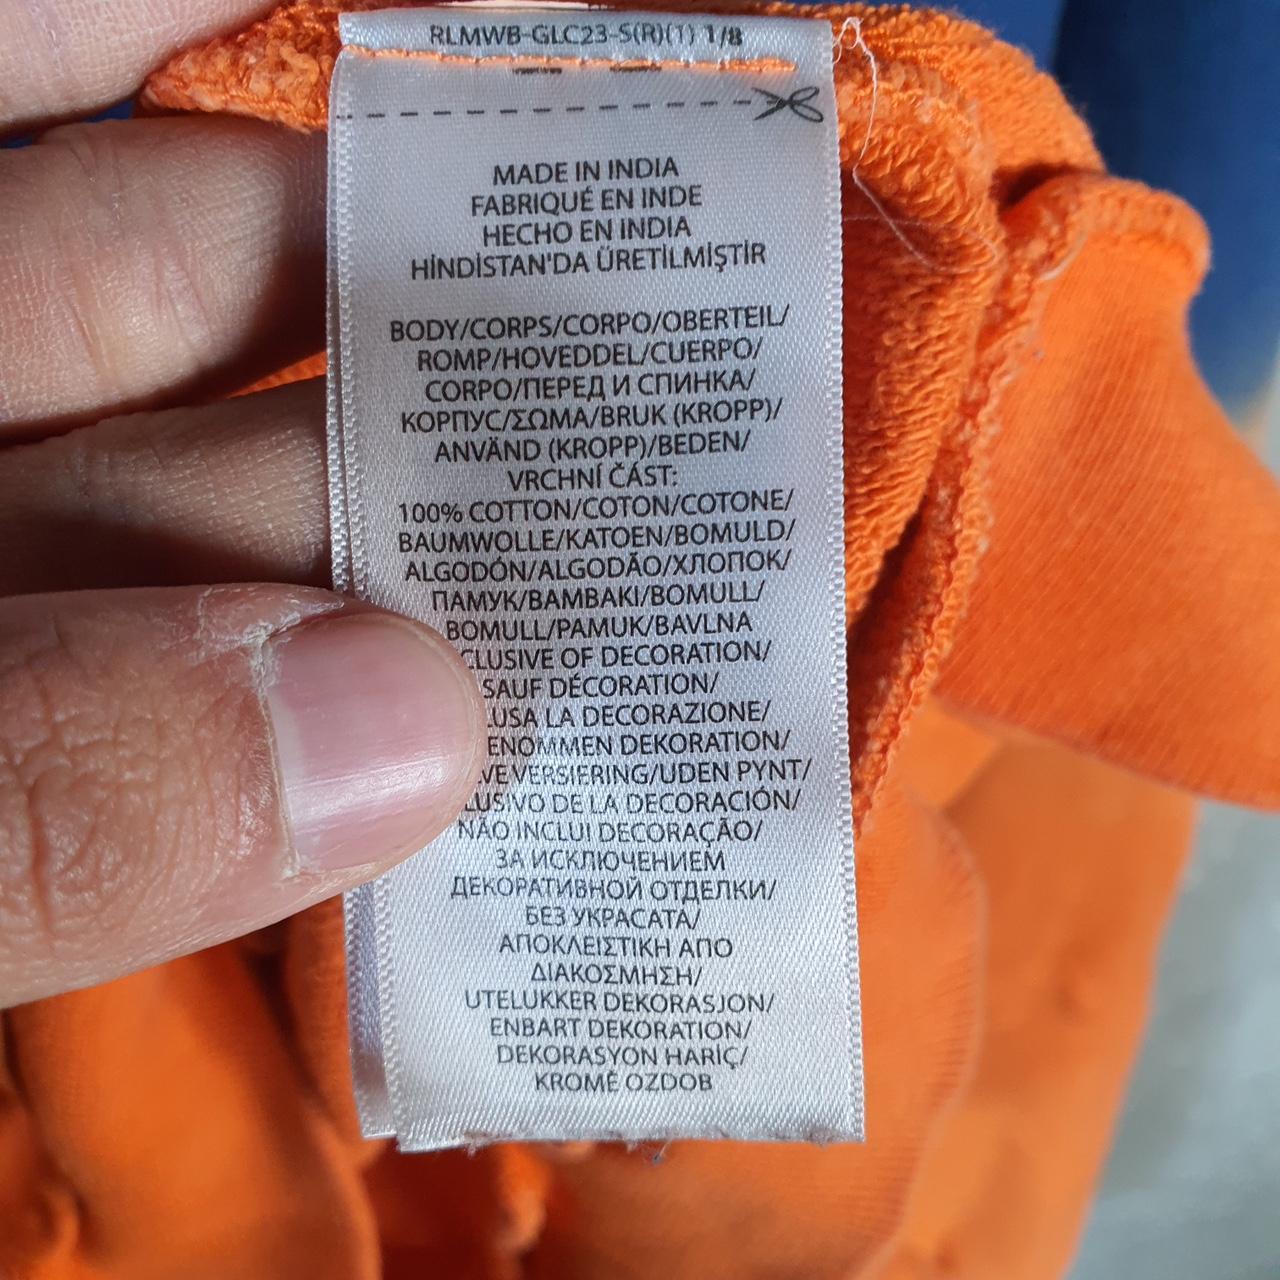 RLMWB-GLC23-S(R)(1) 1/8
MADE IN INDIA
FABRIQUÉ EN INDE
HECHO EN INDIA
HİNDİSTAN'DA ÜRETİLMİŞTİR
BODY/CORPS/CORPO/OBERTEIL/
ROMP/HOVEDDEL/CUERPO/
CORPO/ПЕРЕД И СПИНКА/
КОРПУС/ΣΩΜΑ/BRUK (KROPP)/
ANVÄND (KROPP)/BEDEN/
VRCHNÍ ČÁST:
100% COTTON/COTON/COTONE/
BAUMWOLLE/KATOEN/BOMULD/
ALGODÓN/ALGODÃO/ХЛОПОК/
ПАМУК/BAMBAKI/BOMULL/
BOMULL/PAMUK/BAVLNA
OF DECORATION/
SAUF DÉCORATION/
LA DECORAZIONE/
DEKORATION/
VERSIERING/UDEN PYNT/
DE LA DECORACIÓN/
NÃO INCLUI DECORAÇÃO/
ЗА ИСКЛЮЧЕНИЕМ
ДЕКОРАТИВНОЙ ОТДЕЛКИ/
БЕЗ УКРАСАТА/
ΑΠΟΚΛΕΙΣΤΙΚΗ ΑΠΟ
ΔΙΑΚΟΣΜΗΣΗ/
UTELUKKER DEKORASJON/
ENBART DEKORATION/
DEKORASYON HARİÇ/
KROMĚ OZDOB